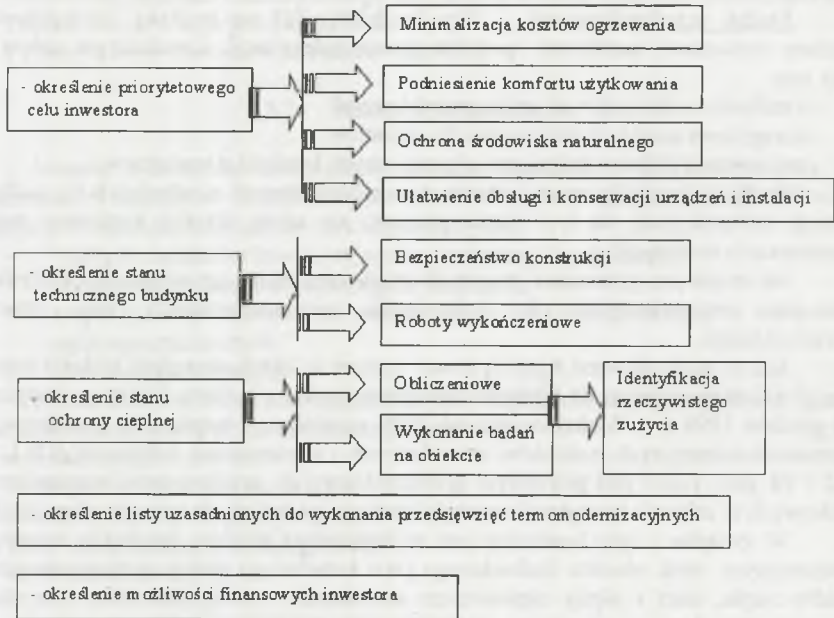 Minimalizacja kosztów ogrzewania
- określenie priorytetowego
celu inwestora
Podniesienie komfortu użytkowania
Ochrona środowiska naturalnego
Ułatwienie obsługi i konserwacji urządzeń i instalacji
- określenie stanu
technicznego budynku
Bezpieczeństwo konstrukcji
Roboty wykończeniowe
- określenie stanu
ochrony cieplnej
Obliczeniowe
Wykonanie badań
na obiekcie
Identyfikacja
rzeczywistego
zużycia
- określenie listy uzasadnionych do wykonania przedsięwzięć termomodernizacyjnych
- określenie możliwości finansowych inwestora